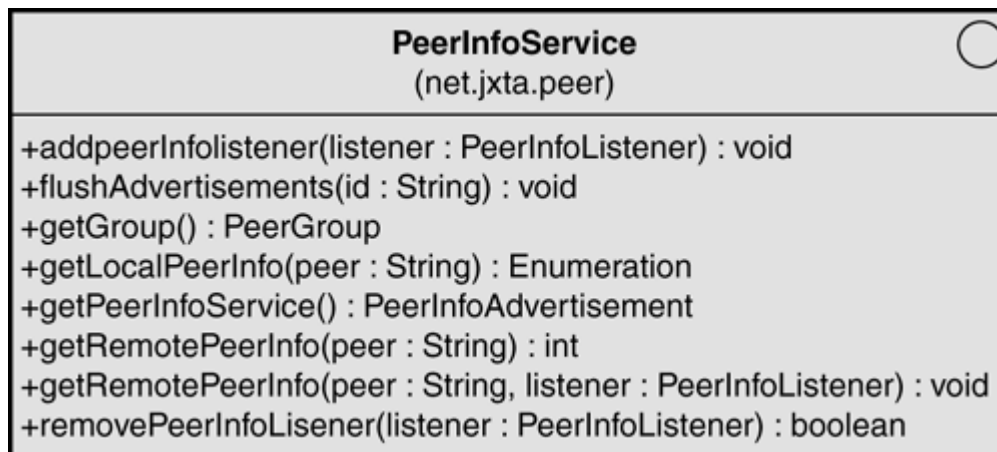 PeerInfoService
(net.jxta.peer)
+addpeerInfolistener(listener : PeerInfoListener) : void
+flushAdvertisements(id : String) : void
+getGroup() : PeerGroup
+getLocalPeerInfo(peer : String) : Enumeration
+getPeerInfoService() : PeerInfoAdvertisement
+getRemotePeerInfo(peer : String) : int
+getRemotePeerInfo(peer : String, listener : PeerInfoListener) : void
+removePeerInfoLisener(listener : PeerInfoListener) : boolean